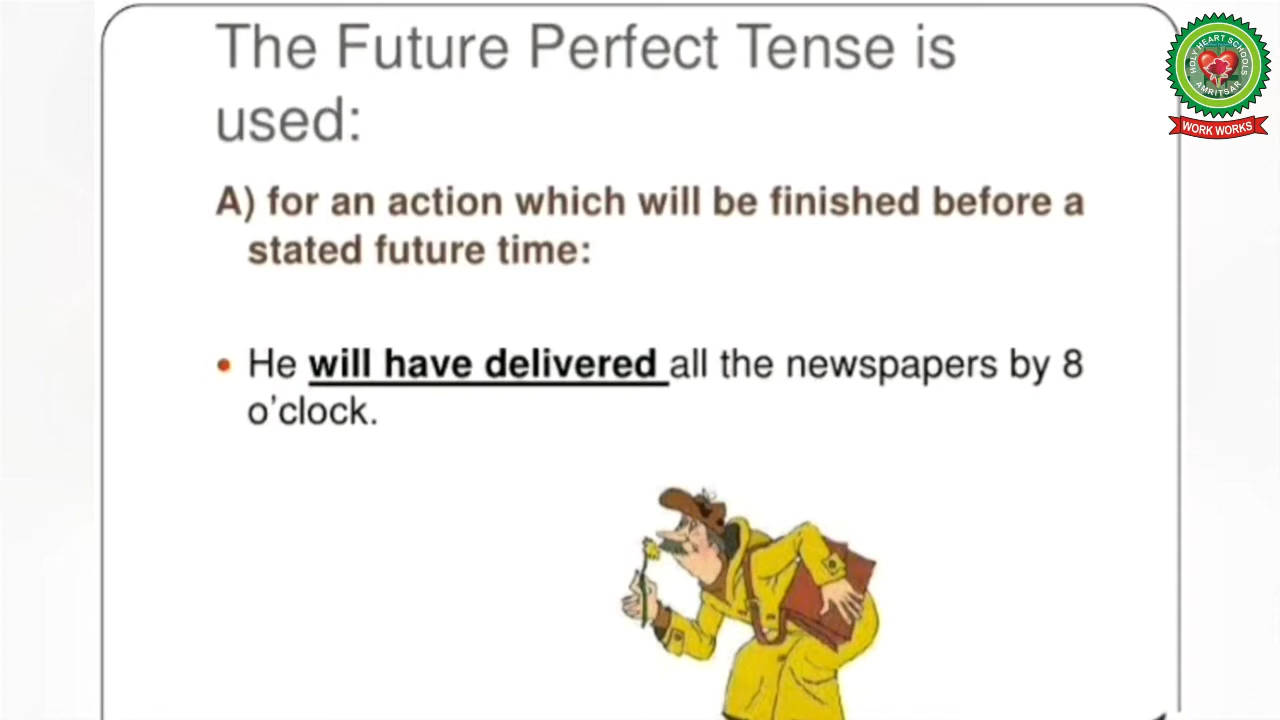 The Future Perfect Tense is
used:
A) for an action which will be finished before a
stated future time:
• He will have delivered all the newspapers by 8
o'clock.
HOLY HEART SCHOOLS
AMRITSAR
WORK WORKS